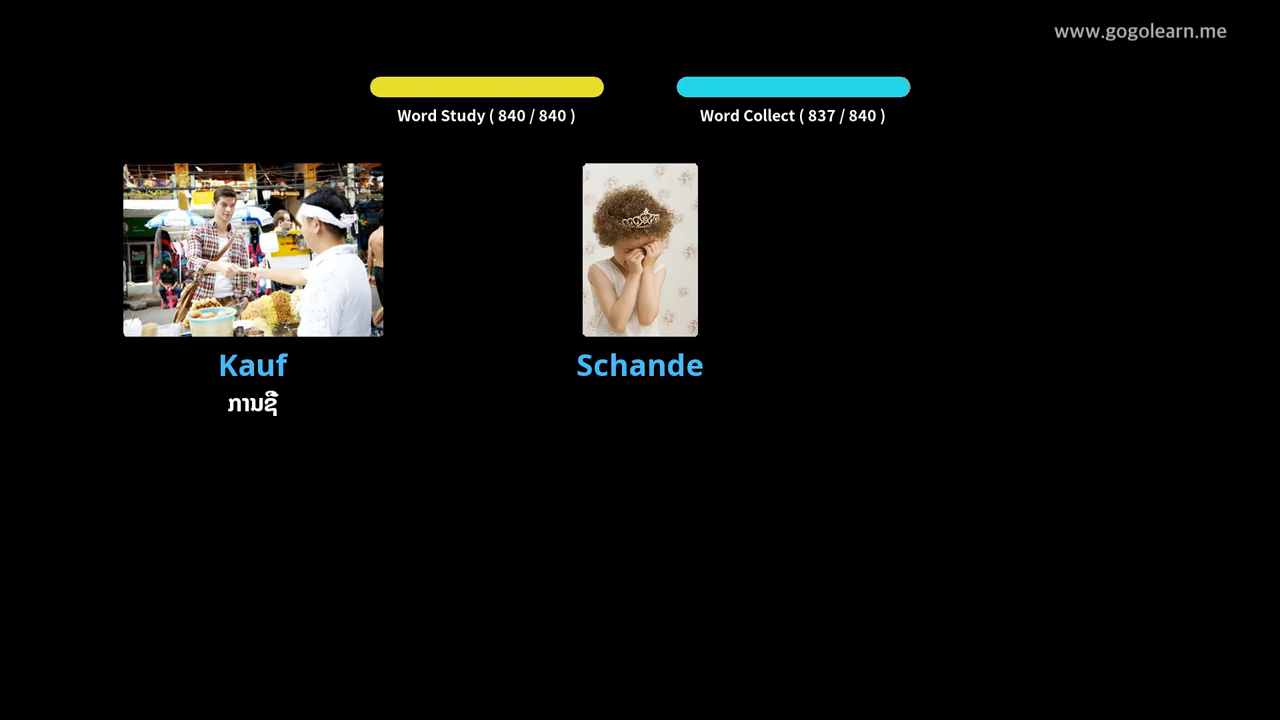 www.gogolearn.me
Word Study ( 840 / 840 )
Word Collect ( 837 / 840 )
Kauf
ການຊື້
Schande